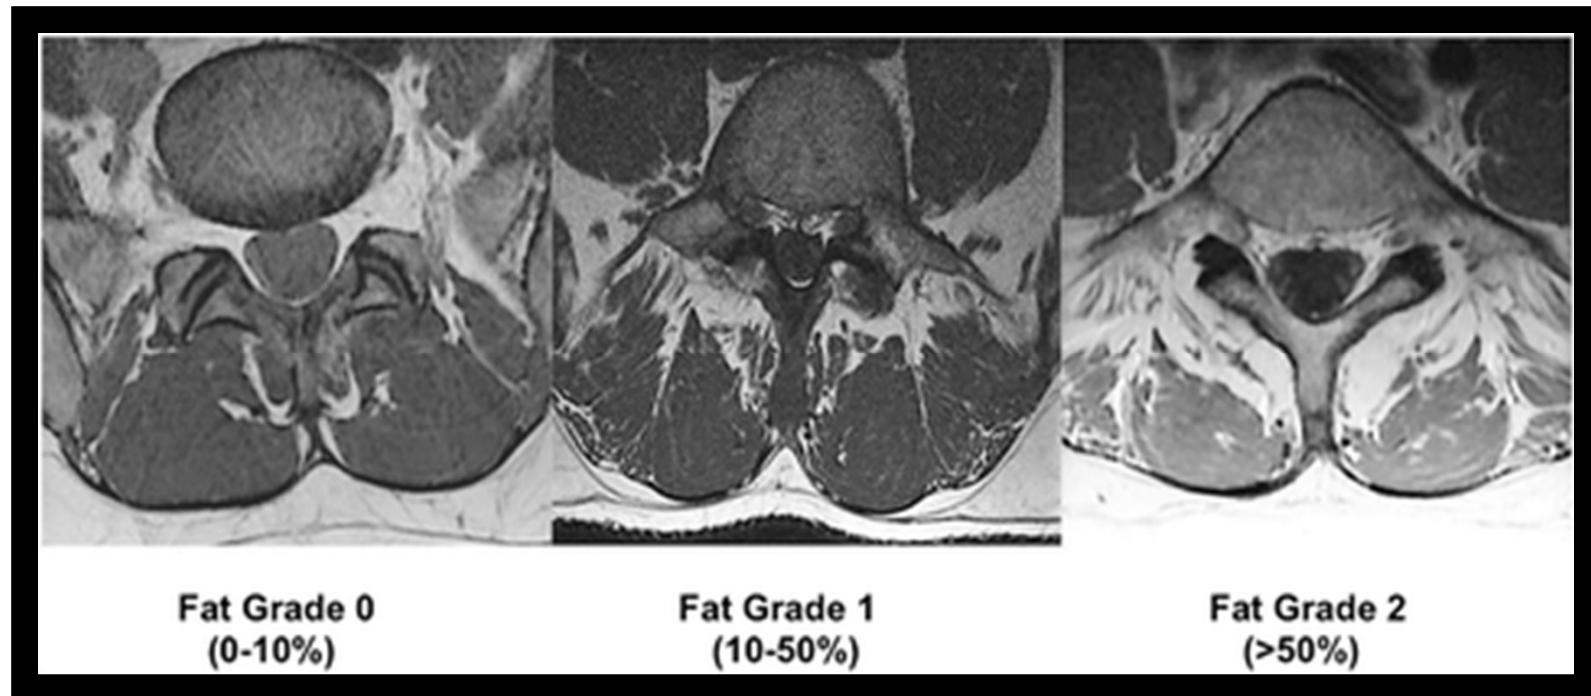 Fat Grade 0
(0-10%)
Fat Grade 1
(10-50%)
Fat Grade 2
(>50%)